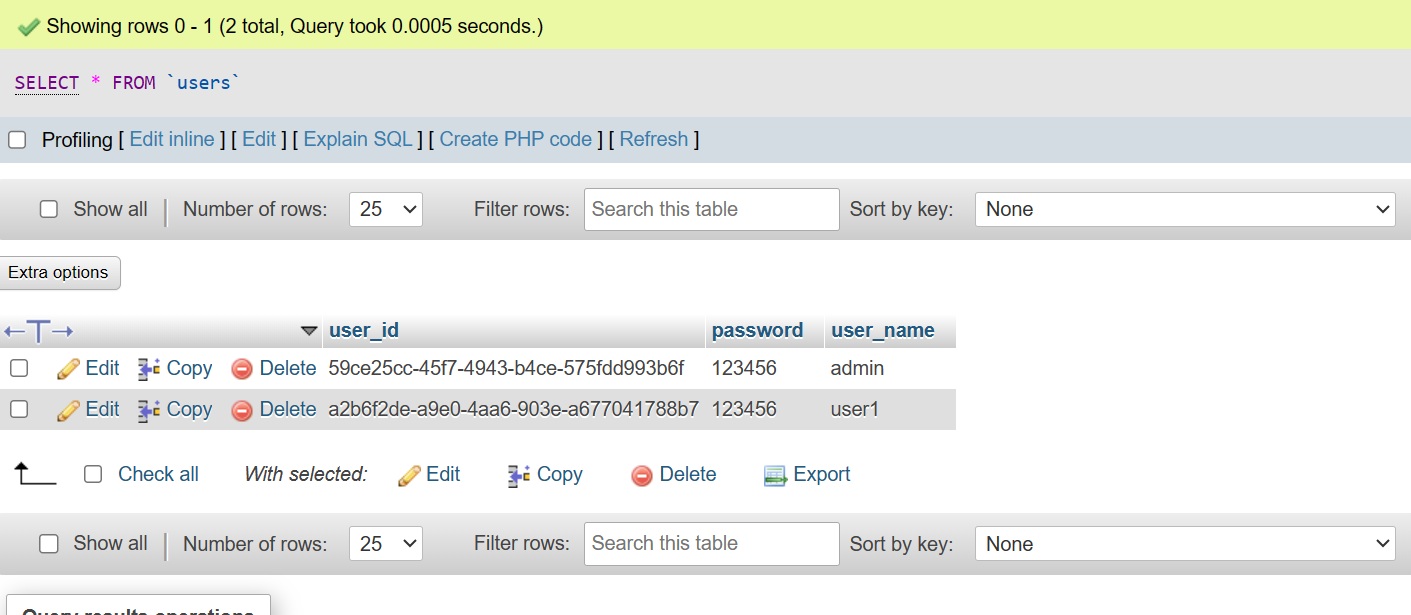 Showing rows 0 - 1 (2 total, Query took 0.0005 seconds.)
SELECT * FROM `users`
Profiling [ Edit inline ] [ Edit ] [ Explain SQL ] [ Create PHP code ] [ Refresh ]
Show all Number of rows: 25 Filter rows: Search this table Sort by key: None
Extra options
user_id password user_name
Edit Copy Delete 59ce25cc-45f7-4943-b4ce-575fdd993b6f 123456 admin
Edit Copy Delete a2b6f2de-a9e0-4aa6-903e-a677041788b7 123456 user1
Check all With selected: Edit Copy Delete Export
Show all Number of rows: 25 Filter rows: Search this table Sort by key: None
Query results operations